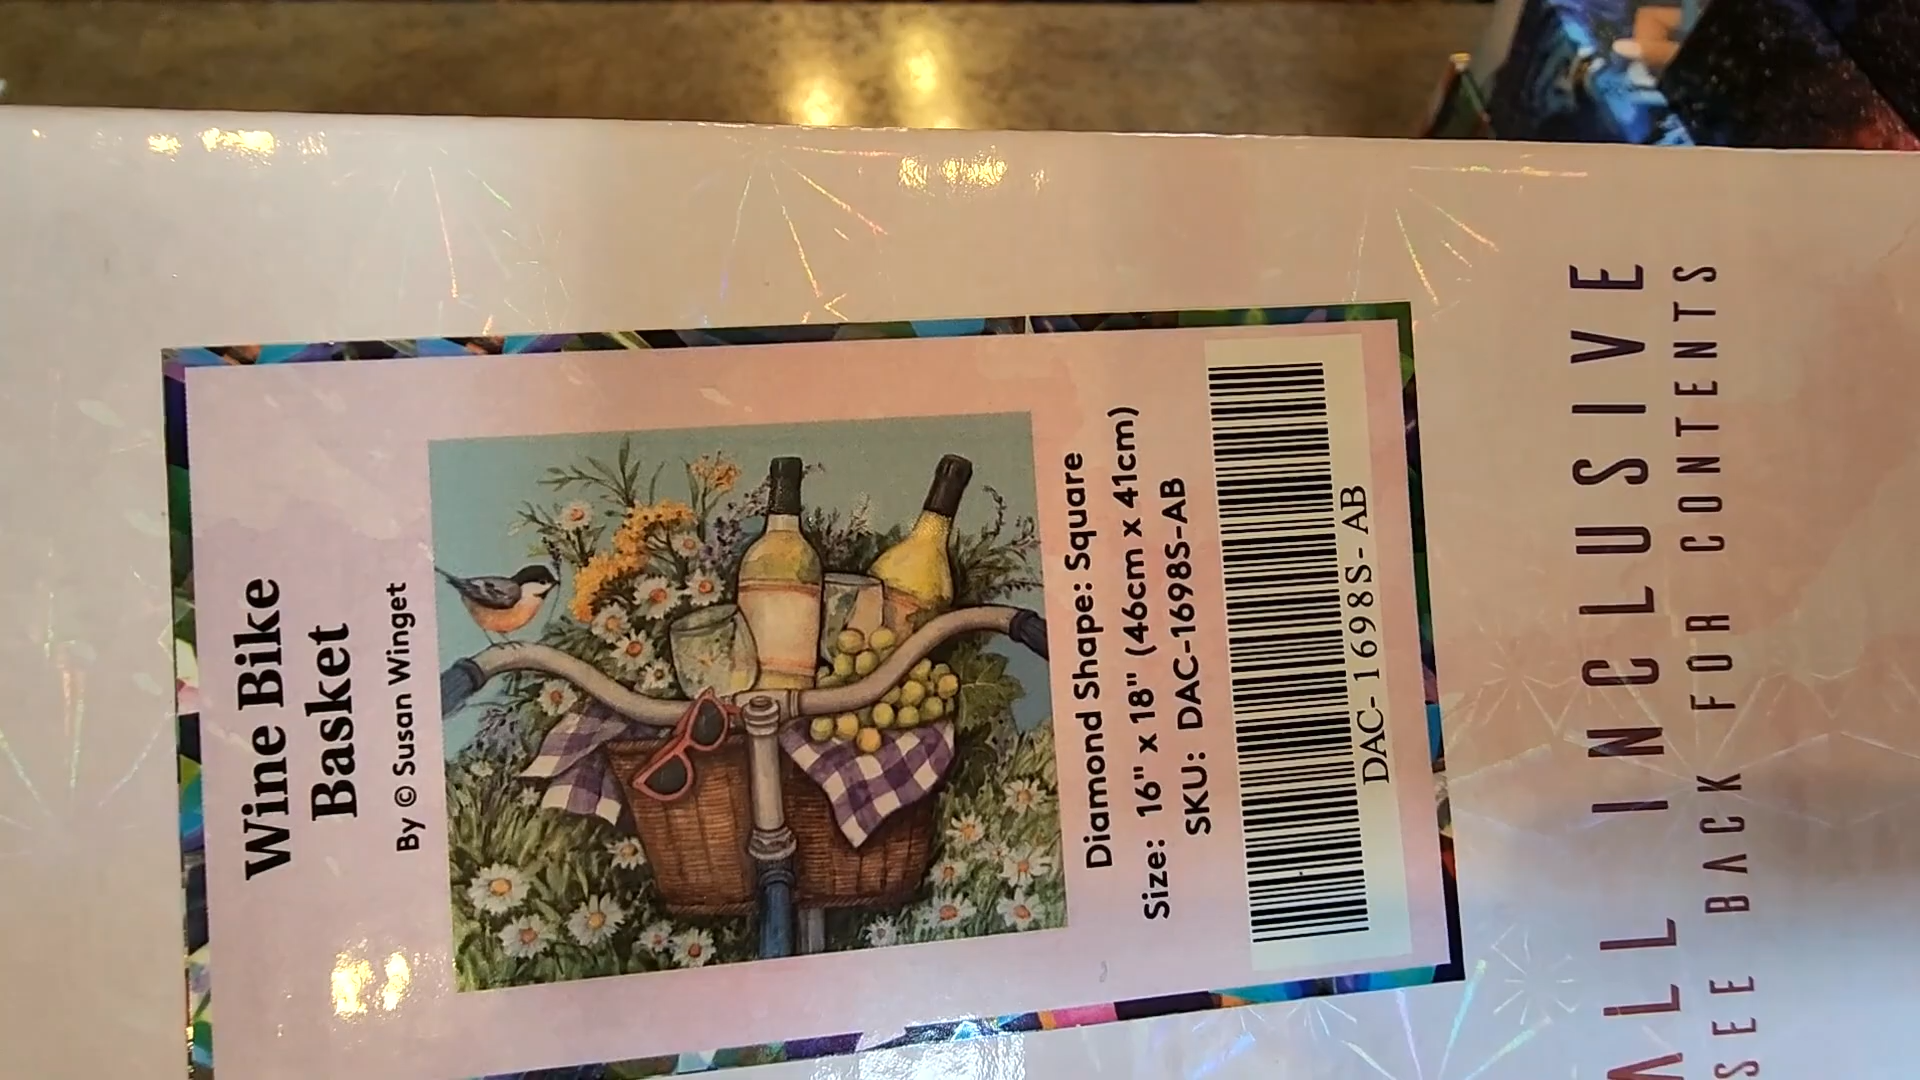 Wine Bike
Basket
By © Susan Winget
Diamond Shape: Square
Size: 16" x 18" (46cm x 41cm)
SKU: DAC-1698S-AB
DAC-1698S-AB
ALL INCLUSIVE
SEE BACK FOR CONTENTS